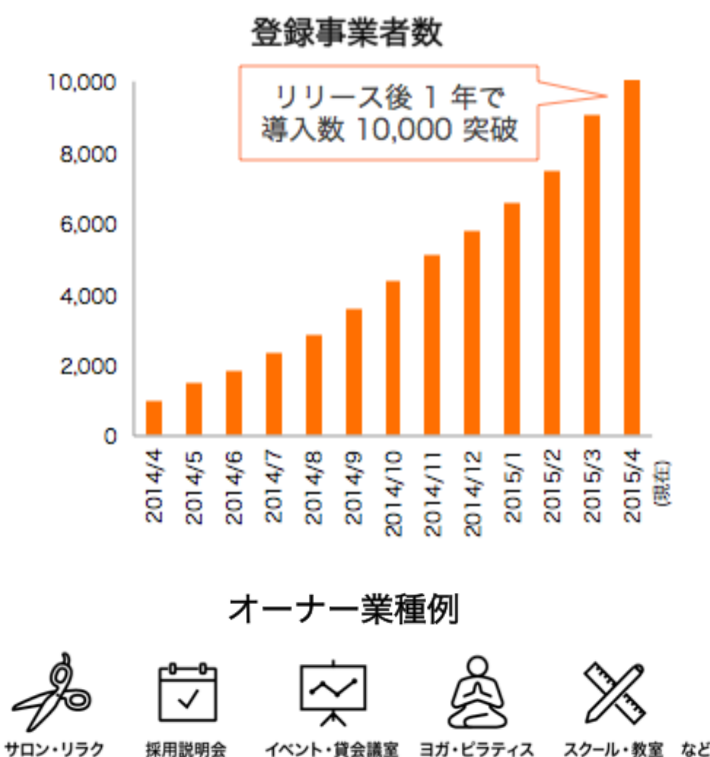 登録事業者数
リリース後 1 年で
導入数 10,000 突破
10,000
8,000
6,000
4,000
2,000
0
2014/4
2014/5
2014/6
2014/7
2014/8
2014/9
2014/10
2014/11
2014/12
2015/1
2015/2
2015/3
2015/4
(現在)
オーナー業種例
サロン・リラク
採用説明会
イベント・貸会議室
ヨガ・ピラティス
スクール・教室
など